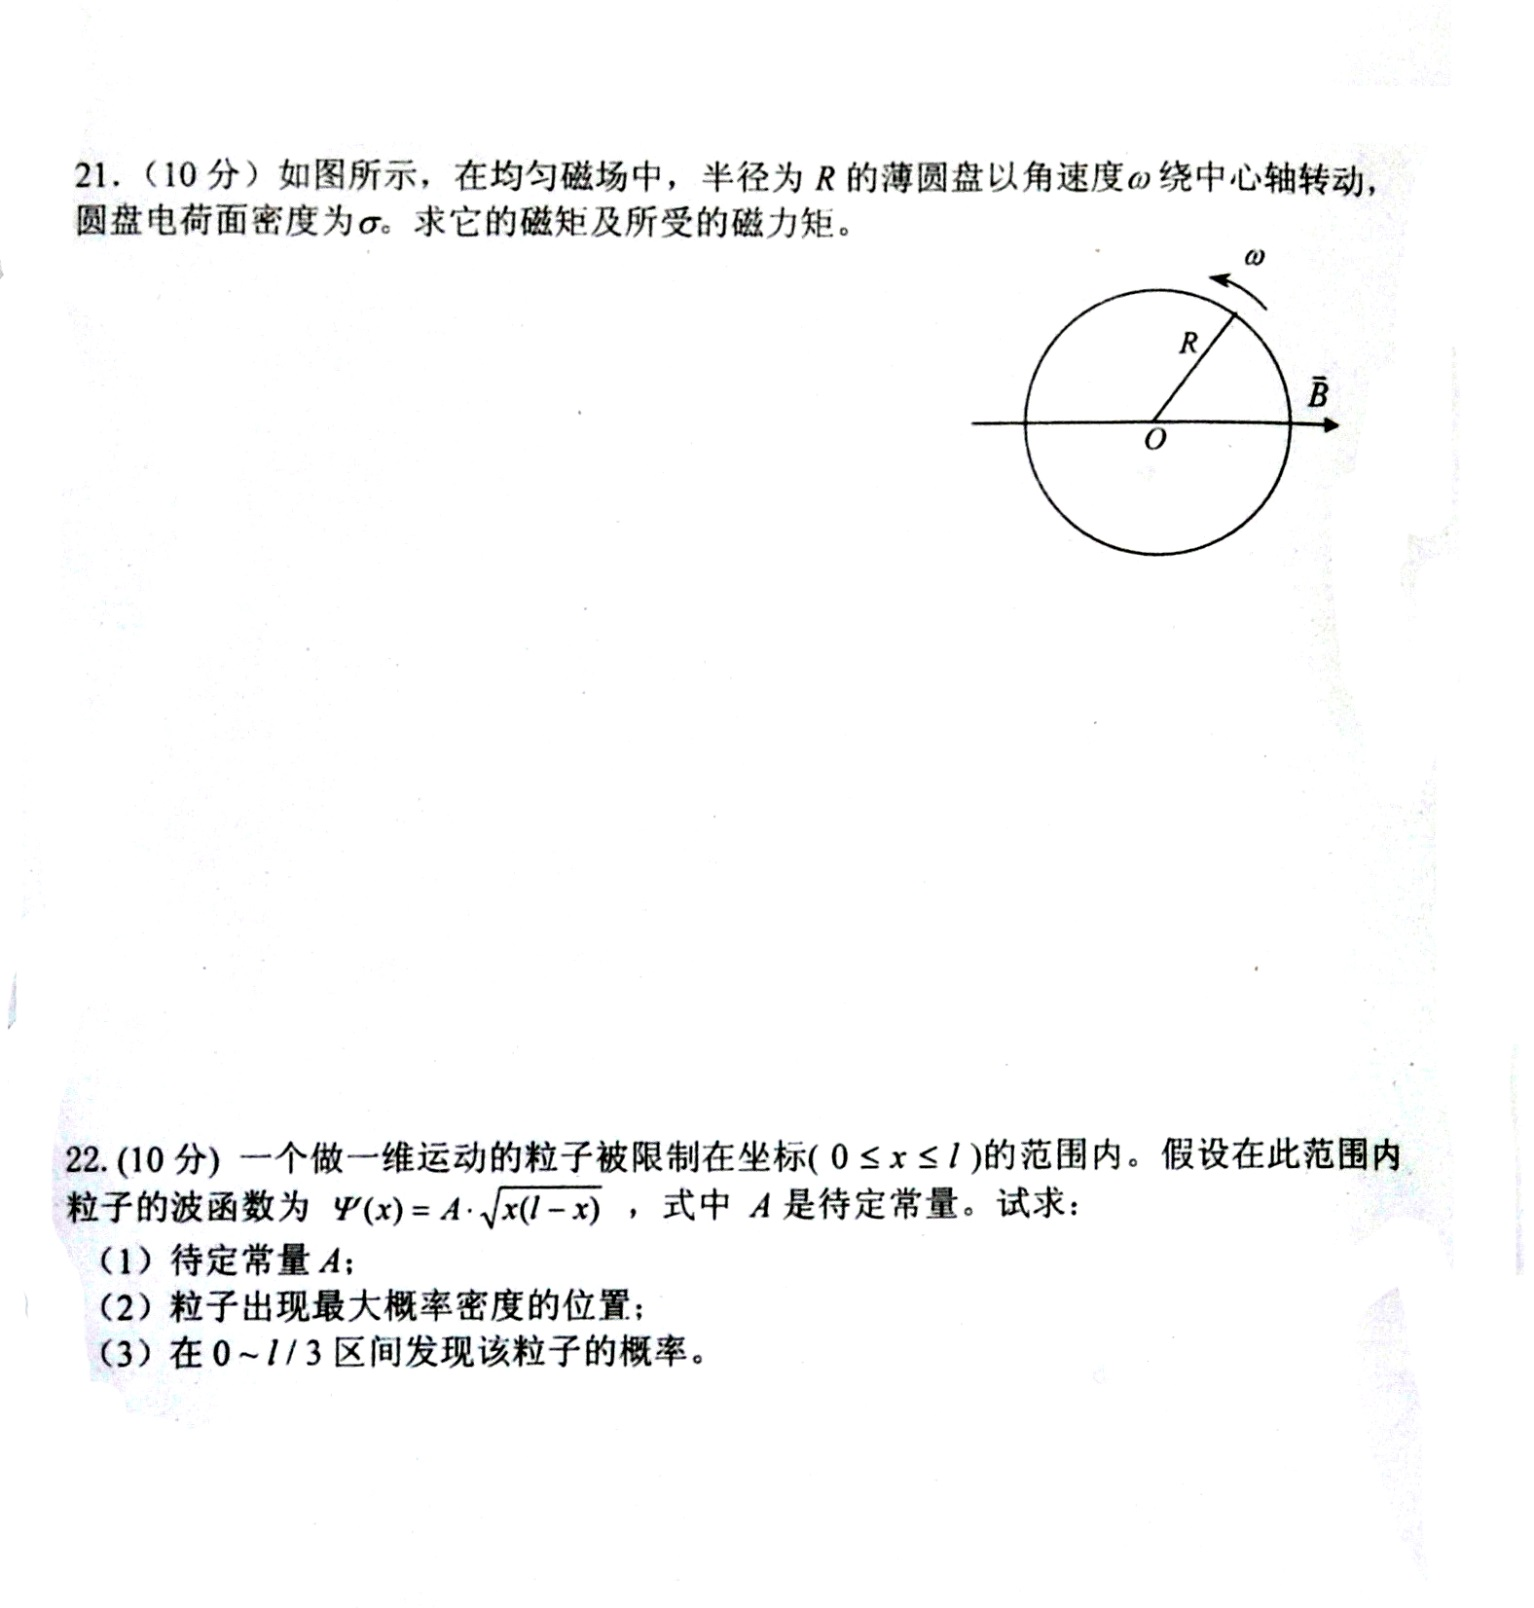 21.（10 分）如图所示，在均匀磁场中，半径为 R 的薄圆盘以角速度ω绕中心轴转动，
圆盘电荷面密度为σ。求它的磁矩及所受的磁力矩。
ω
R
B⃗
O
22. (10 分) 一个做一维运动的粒子被限制在坐标( 0 ≤ x ≤ l )的范围内。假设在此范围内
粒子的波函数为 Ψ(x) = A·√x(l − x) ，式中 A 是待定常量。试求：
（1）待定常量 A;
（2）粒子出现最大概率密度的位置;
（3）在 0 ~ l / 3 区间发现该粒子的概率。